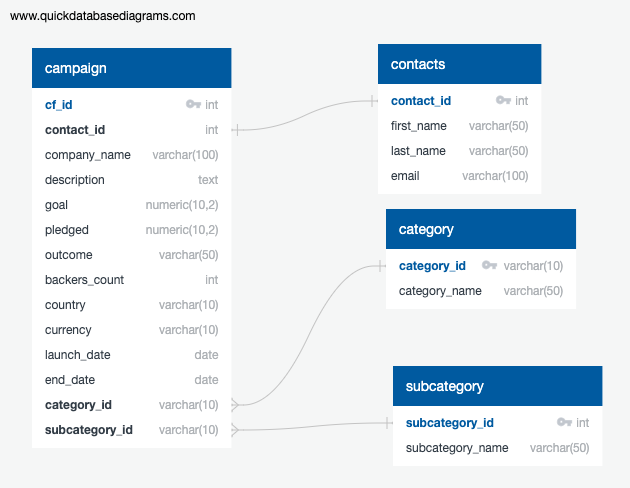 www.quickdatabasediagrams.com
campaign
cf_id int
contact_id int
company_name varchar(100)
description text
goal numeric(10,2)
pledged numeric(10,2)
outcome varchar(50)
backers_count int
country varchar(10)
currency varchar(10)
launch_date date
end_date date
category_id varchar(10)
subcategory_id varchar(10)
contacts
contact_id int
first_name varchar(50)
last_name varchar(50)
email varchar(100)
category
category_id varchar(10)
category_name varchar(50)
subcategory
subcategory_id int
subcategory_name varchar(50)